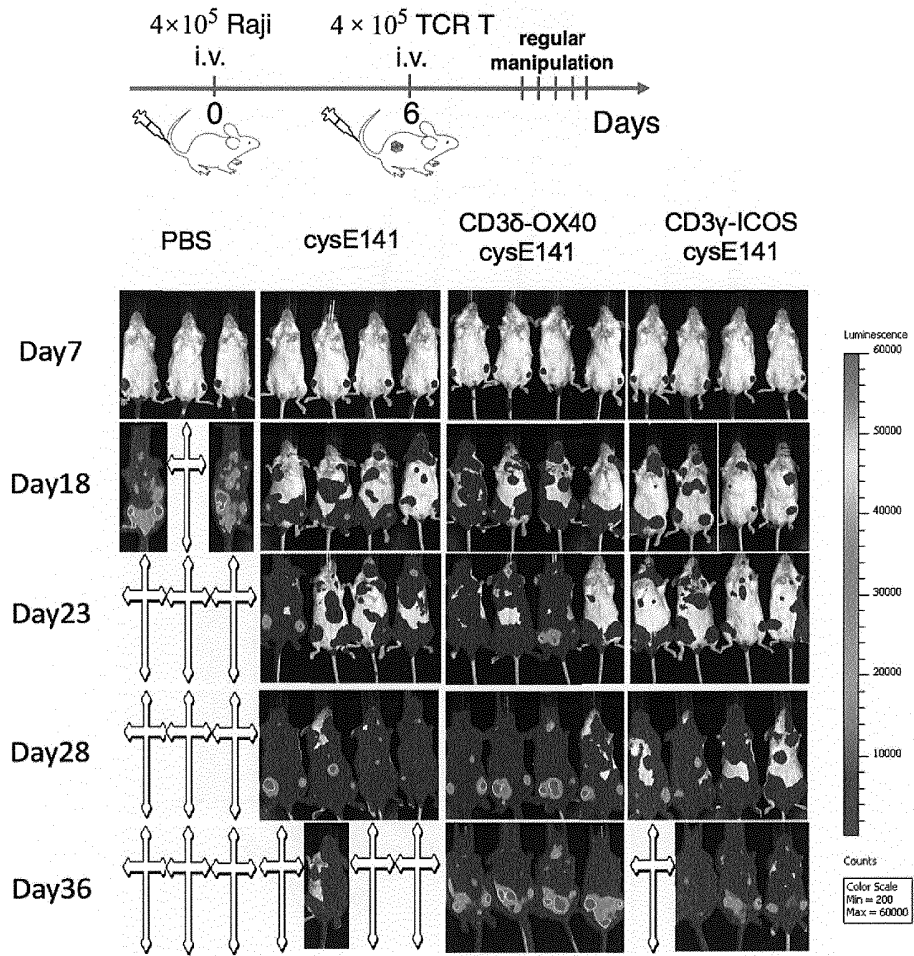 4×10⁵ Raji
i.v.
4 × 10⁵ TCR T
i.v.
regular
manipulation
0
6
Days
PBS
cysE141
CD3δ-OX40
cysE141
CD3γ-ICOS
cysE141
Day7
Day18
Day23
Day28
Day36
Luminescence
60000
50000
40000
30000
20000
10000
Counts
Color Scale
Min = 200
Max = 60000